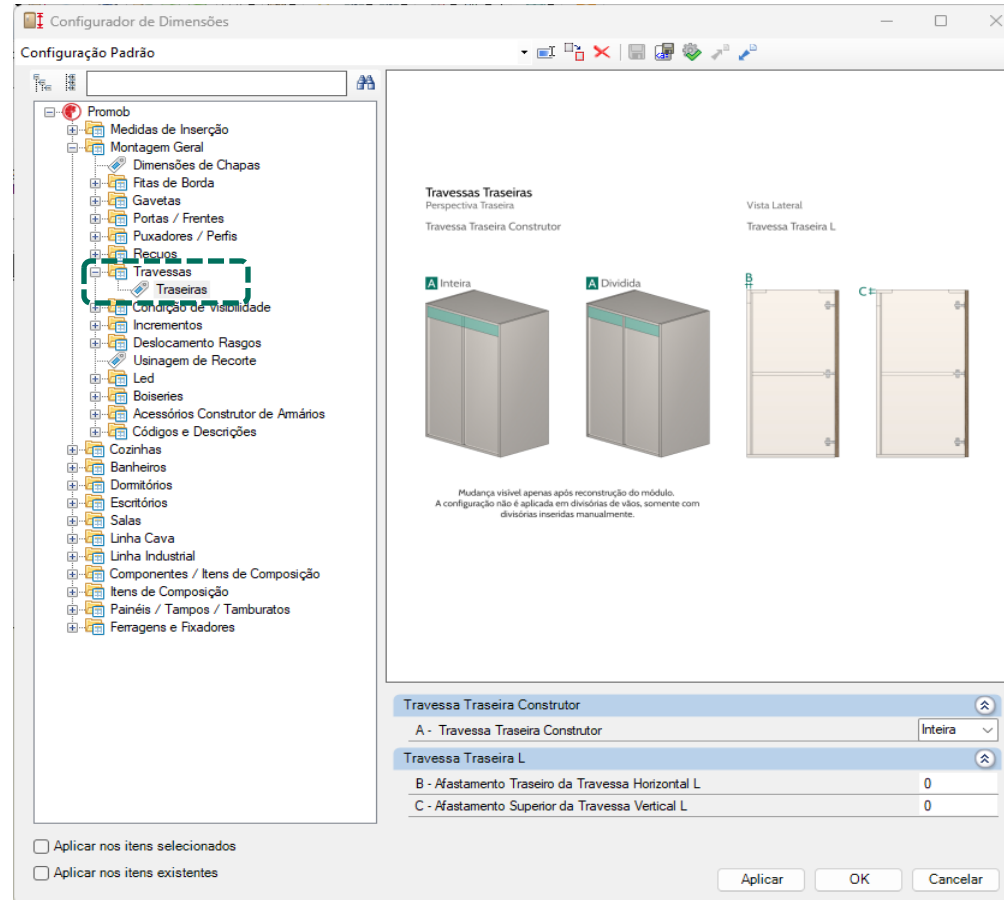 Configurador de Dimensões
Configuração Padrão
Promob
Medidas de Inserção
Montagem Geral
Dimensões de Chapas
Fitas de Borda
Gavetas
Portas / Frentes
Puxadores / Perfis
Recuos
Travessas
Traseiras
Condição de Visibilidade
Incrementos
Deslocamento Rasgos
Usinagem de Recorte
Led
Boiseries
Acessórios Construtor de Armários
Códigos e Descrições
Cozinhas
Banheiros
Dormitórios
Escritórios
Salas
Linha Cava
Linha Industrial
Componentes / Itens de Composição
Itens de Composição
Painéis / Tampos / Tamburatos
Ferragens e Fixadores
Aplicar nos itens selecionados
Aplicar nos itens existentes
Travessas Traseiras
Perspectiva Traseira
Vista Lateral
Travessa Traseira Construtor
Travessa Traseira L
A Inteira
A Dividida
B
C
Mudança visível apenas após reconstrução do módulo.
A configuração não é aplicada em divisórias de vãos, somente com
divisórias inseridas manualmente.
Travessa Traseira Construtor
A - Travessa Traseira Construtor Inteira
Travessa Traseira L
B - Afastamento Traseiro da Travessa Horizontal L 0
C - Afastamento Superior da Travessa Vertical L 0
Aplicar OK Cancelar